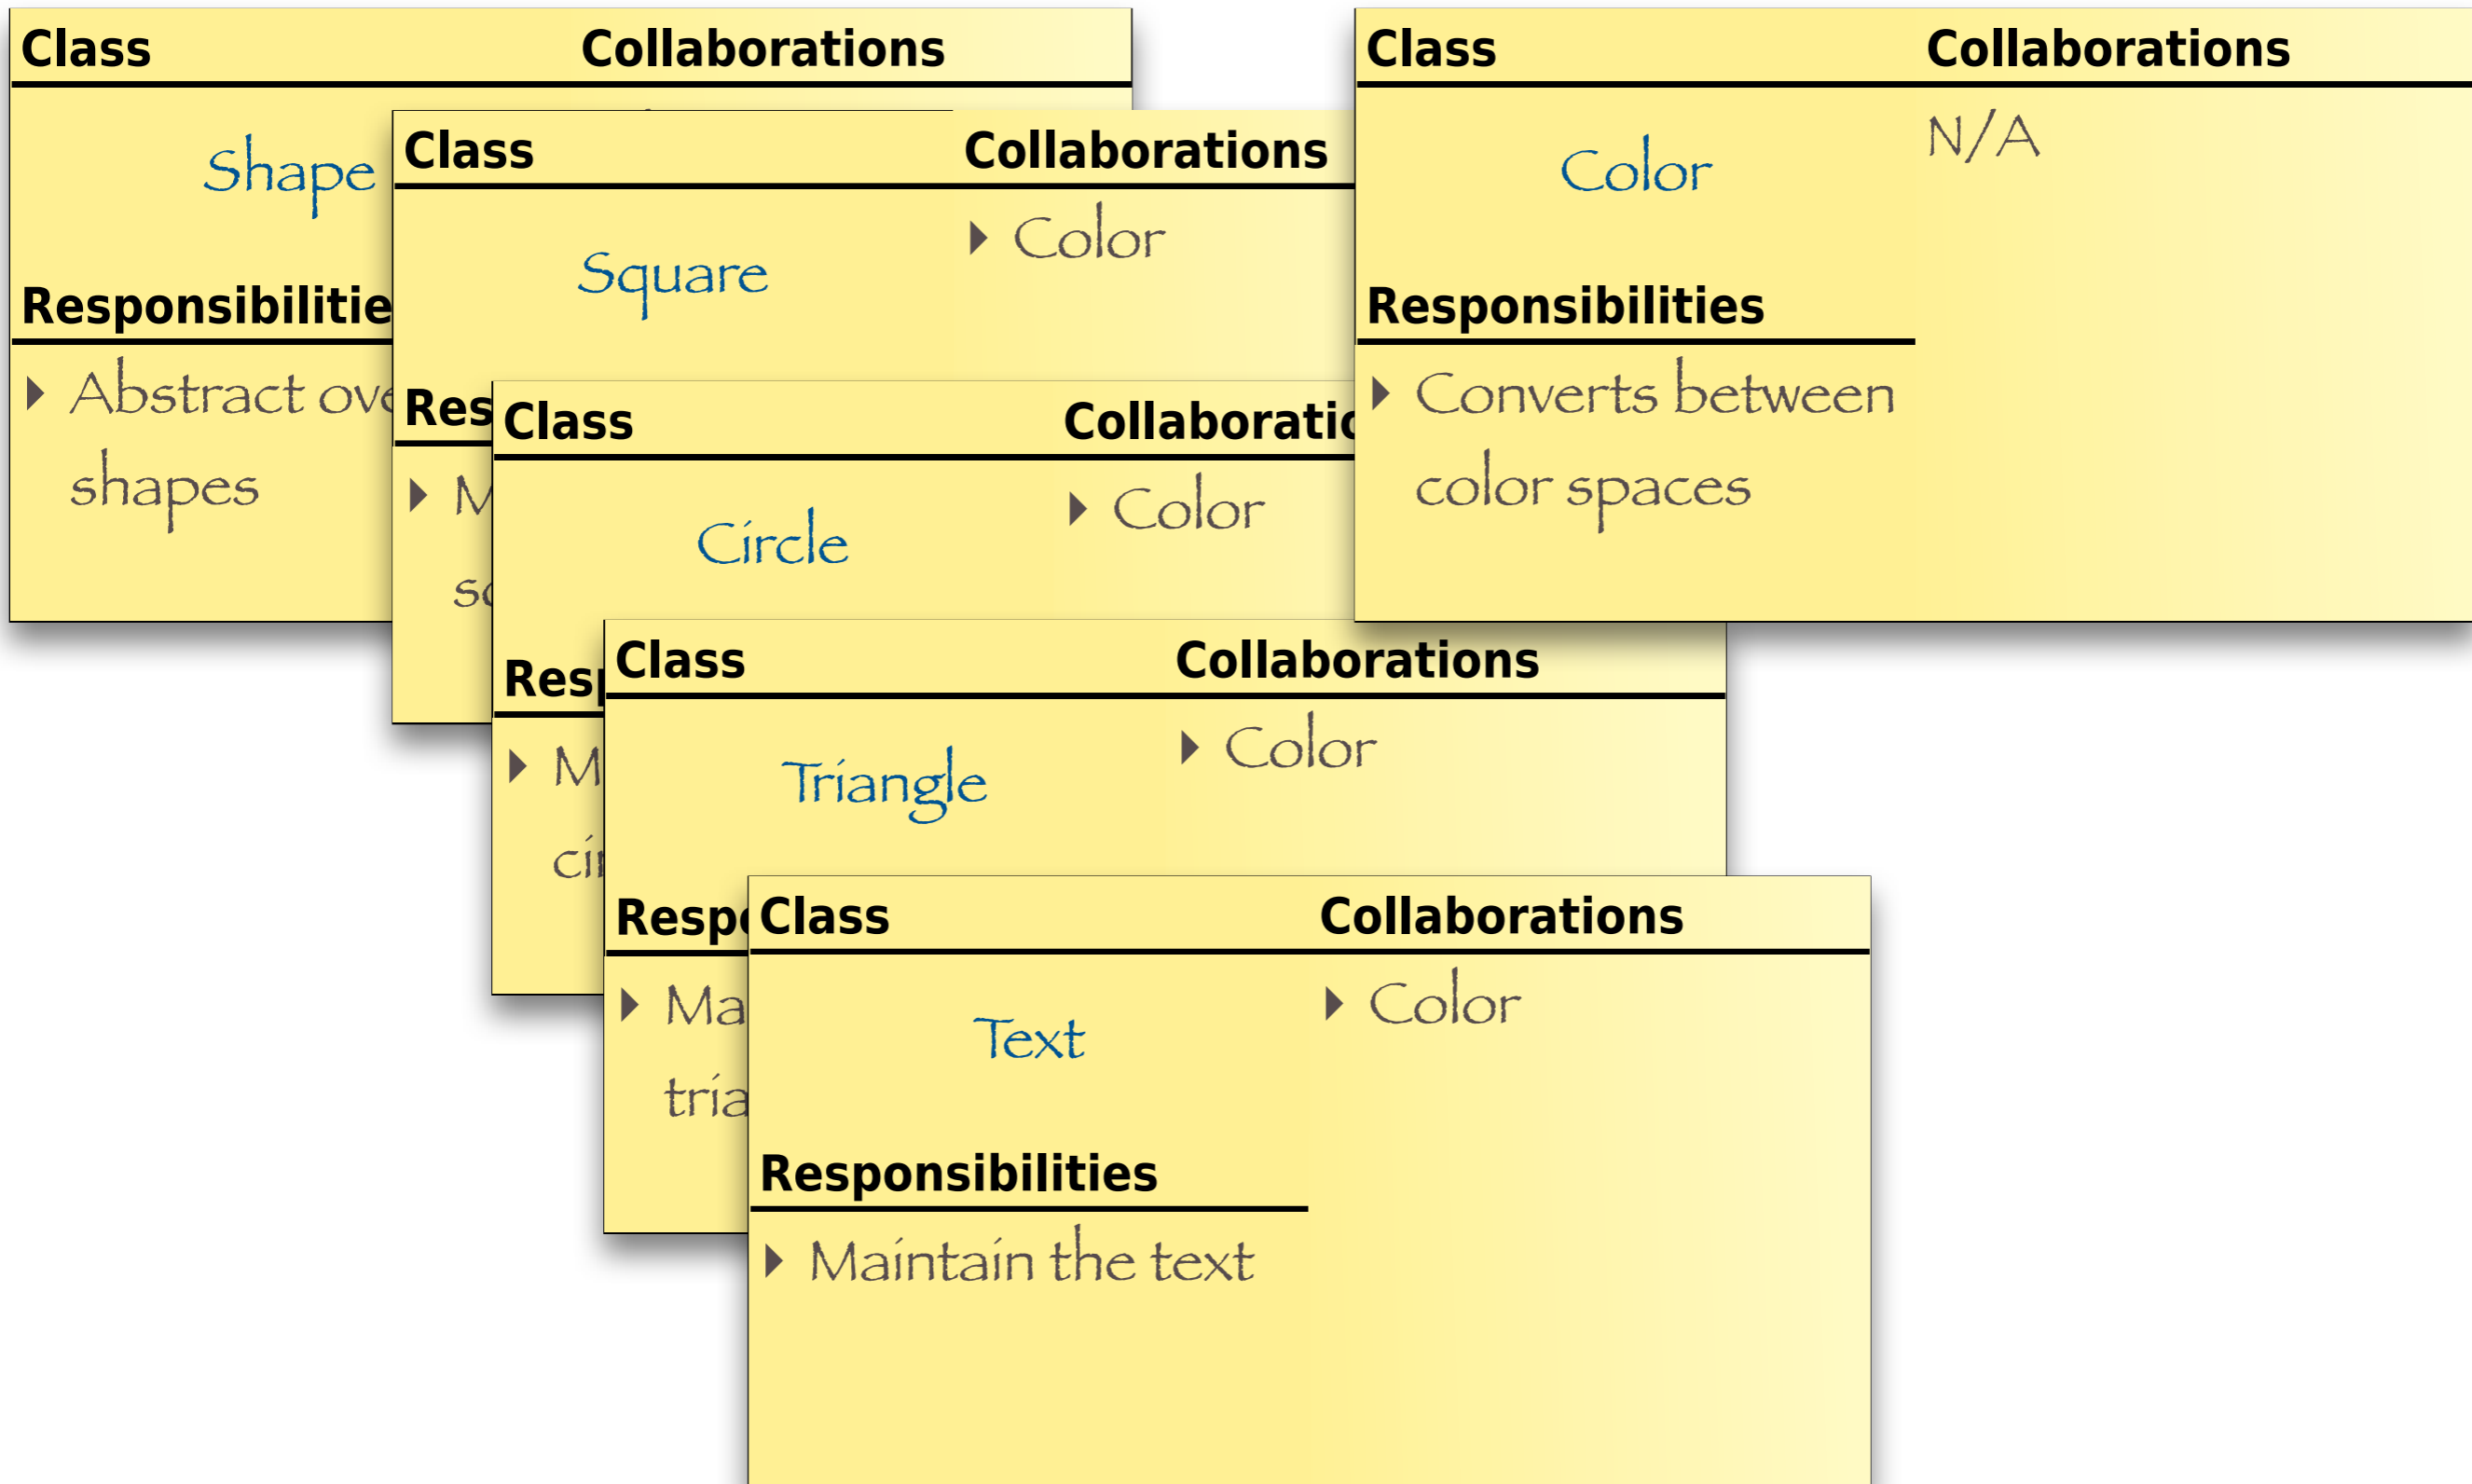 Class Collaborations
Shape
Responsibilitie
Abstract ove
shapes
Class Collaborations
Square
Color
Res
M
Class Collaboratio
Circle
Color
Resp
M
cir
Class Collaborations
Triangle
Color
Respo
Ma
tria
Class Collaborations
Text
Color
Responsibilities
Maintain the text
Class Collaborations
Color
N/A
Responsibilities
Converts between
color spaces